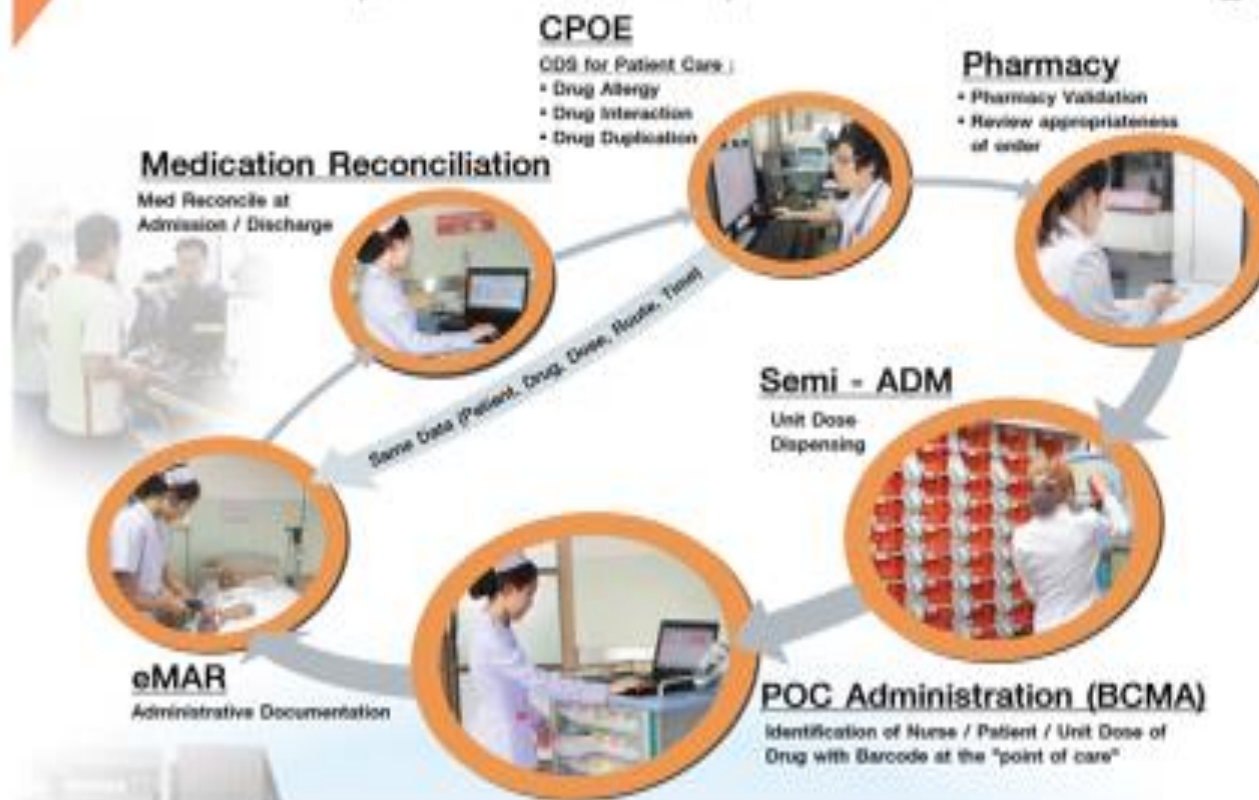 CPOE
CDS for Patient Care :
• Drug Allergy
• Drug Interaction
• Drug Duplication
Pharmacy
• Pharmacy Validation
• Review appropriateness
of order
Medication Reconciliation
Med Reconcile at
Admission / Discharge
Same Data (Patient, Drug, Dose, Route, Time)
Semi - ADM
Unit Dose
Dispensing
eMAR
Administrative Documentation
POC Administration (BCMA)
Identification of Nurse / Patient / Unit Dose of
Drug with Barcode at the "point of care"